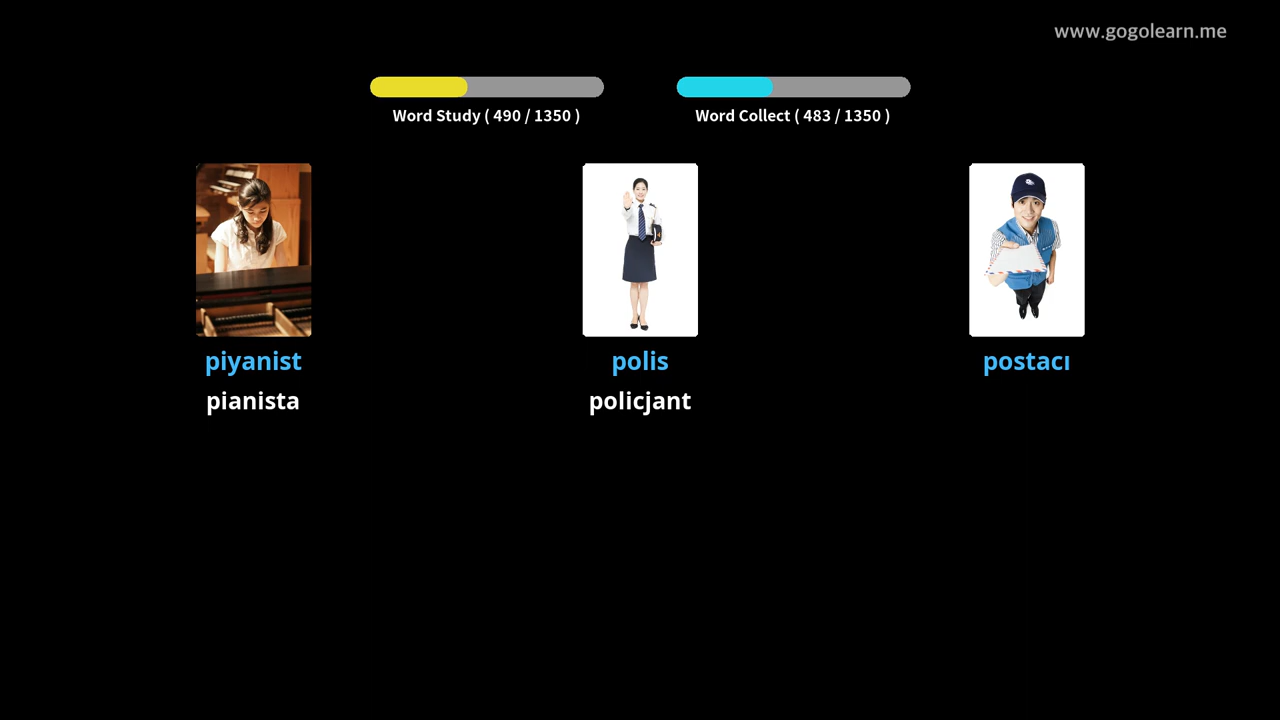 www.gogolearn.me
Word Study ( 490 / 1350 )
Word Collect ( 483 / 1350 )
piyanist
polis
postacı
pianista
policjant